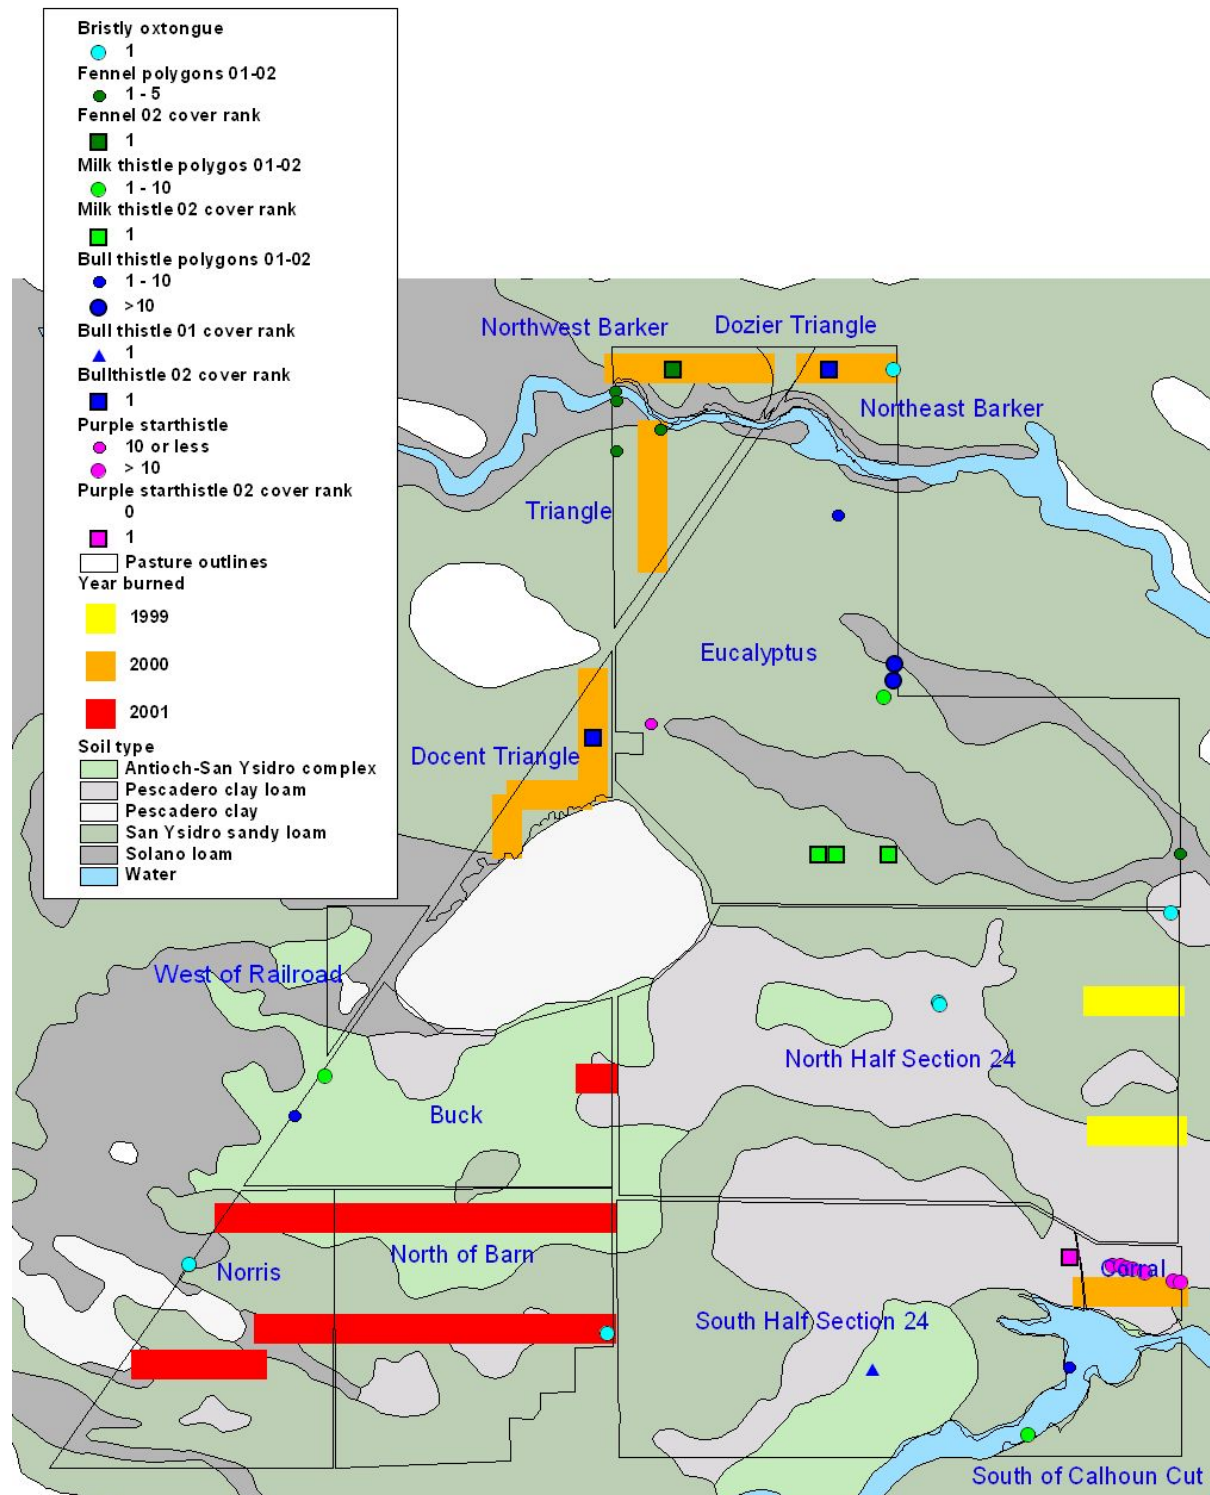 Bristly oxtongue
1
Fennel polygons 01-02
1 - 5
Fennel 02 cover rank
1
Milk thistle polygos 01-02
1 - 10
Milk thistle 02 cover rank
1
Bull thistle polygons 01-02
1 - 10
>10
Bull thistle 01 cover rank
1
Bullthistle 02 cover rank
1
Purple starthistle
10 or less
> 10
Purple starthistle 02 cover rank
0
1
Pasture outlines
Year burned
1999
2000
2001
Soil type
Antioch-San Ysidro complex
Pescadero clay loam
Pescadero clay
San Ysidro sandy loam
Solano loam
Water
Northwest Barker
Dozier Triangle
Northeast Barker
Triangle
Eucalyptus
Docent Triangle
West of Railroad
North Half Section 24
Buck
North of Barn
Norris
Corral
South Half Section 24
South of Calhoun Cut